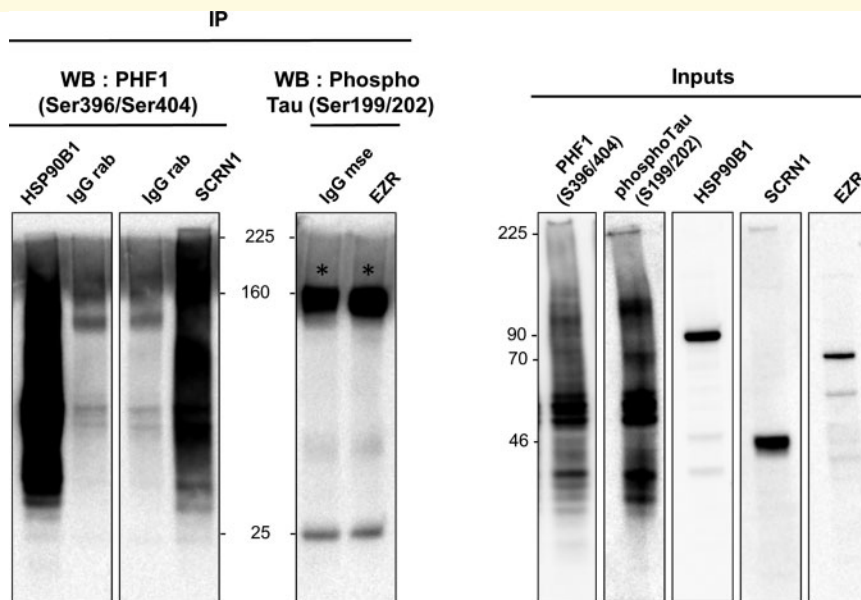 IP
WB : PHF1
(Ser396/Ser404)
WB : Phospho
Tau (Ser199/202)
Inputs
HSP90B1
IgG rab
IgG rab
SCRN1
IgG mse
EZR
PHF1
(S396/404)
phosphoTau
(S199/202)
HSP90B1
SCRN1
EZR
- 225 -
- 160 -
- 25 -
* *
225 -
90 -
70 -
46 -